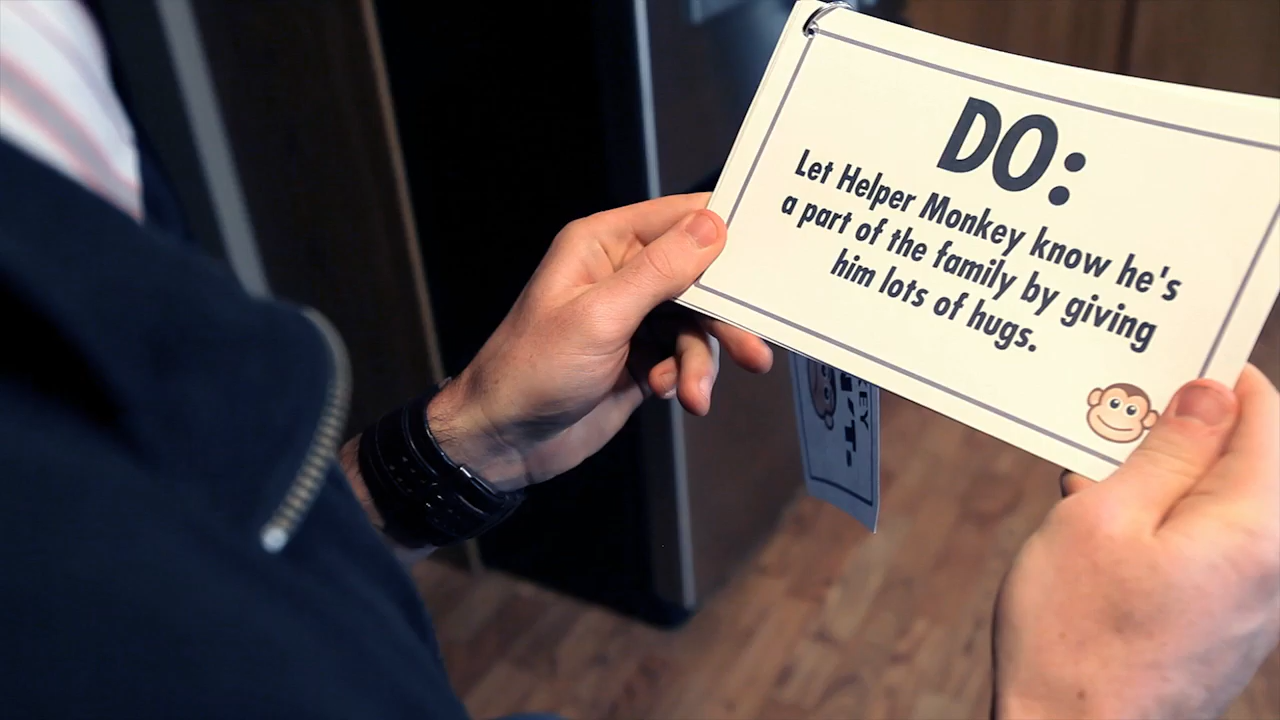 DO:
Let Helper Monkey know he's
a part of the family by giving
him lots of hugs.